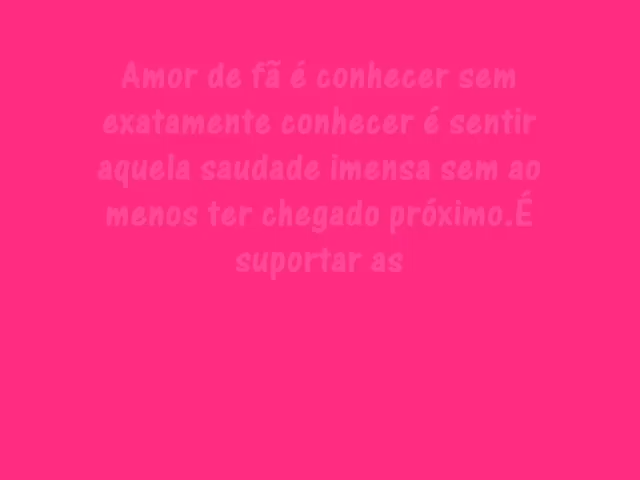 Amor de fã é conhecer sem
exatamente conhecer é sentir
aquela saudade imensa sem ao
menos ter chegado próximo.É
suportar as